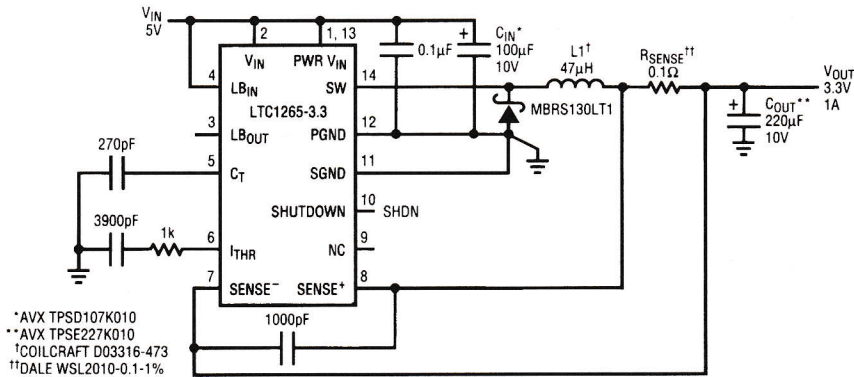 VIN
5V
2
1, 13
VIN
PWR VIN
0.1µF
+
CIN*
100µF
10V
L1†
47µH
RSENSE††
0.1Ω
VOUT
3.3V
1A
4
LBIN
SW
14
LTC1265-3.3
MBRS130LT1
+
COUT**
220µF
10V
3
LBOUT
PGND
12
270pF
5
CT
SGND
11
SHUTDOWN
10
SHDN
3900pF
1k
6
ITHR
NC
9
7
SENSE–
SENSE+
8
1000pF
*AVX TPSD107K010
**AVX TPSE227K010
†COILCRAFT D03316-473
††DALE WSL2010-0.1-1%